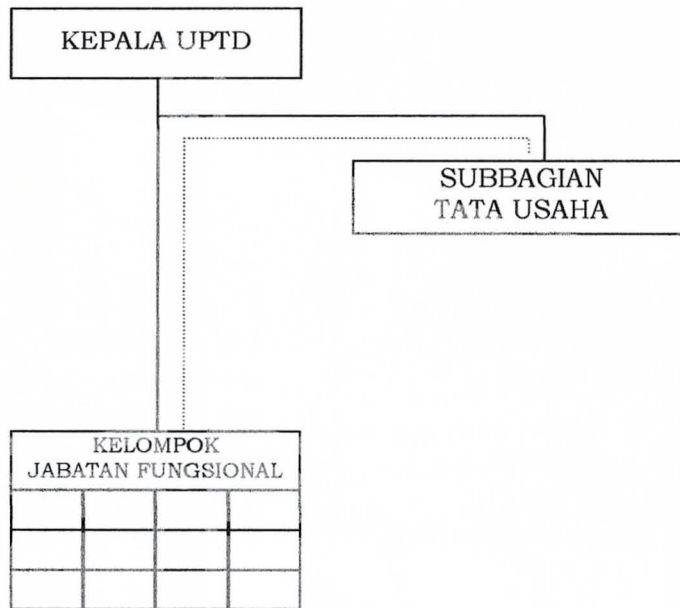 KEPALA UPTD
SUBBAGIAN
TATA USAHA
KELOMPOK
JABATAN FUNGSIONAL